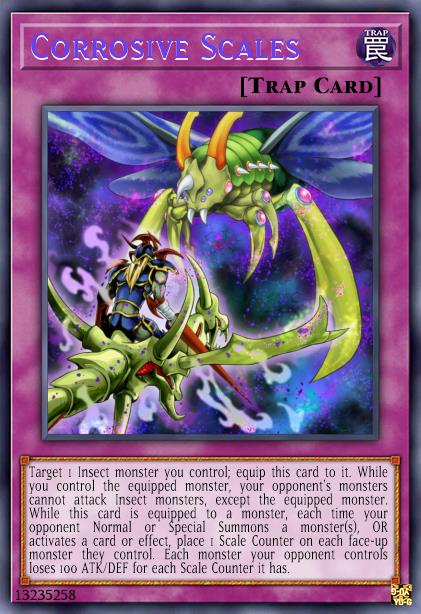 Corrosive Scales
TRAP
罠
[Trap Card]
Target 1 Insect monster you control; equip this card to it. While
you control the equipped monster, your opponent's monsters
cannot attack Insect monsters, except the equipped monster.
While this card is equipped to a monster, each time your
opponent Normal or Special Summons a monster(s), OR
activates a card or effect, place 1 Scale Counter on each face-up
monster they control. Each monster your opponent controls
loses 100 ATK/DEF for each Scale Counter it has.
13235258